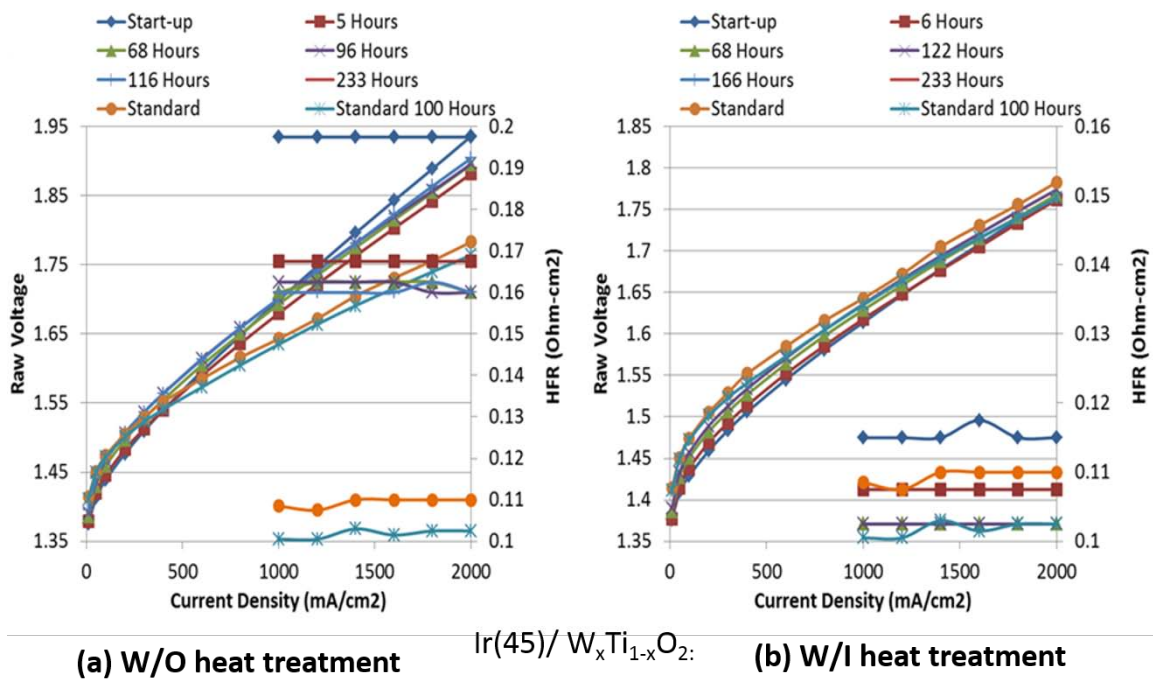 Start-up 5 Hours
68 Hours 96 Hours
116 Hours 233 Hours
Standard Standard 100 Hours
1.95
1.85
1.75
1.65
1.55
1.45
1.35
Raw Voltage
0.2
0.19
0.18
0.17
0.16
0.15
0.14
0.13
0.12
0.11
0.1
HFR (Ohm-cm2)
0 500 1000 1500 2000
Current Density (mA/cm2)
Start-up 6 Hours
68 Hours 122 Hours
166 Hours 233 Hours
Standard Standard 100 Hours
1.85
1.8
1.75
1.7
1.65
1.6
1.55
1.5
1.45
1.4
1.35
Raw Voltage
0.16
0.15
0.14
0.13
0.12
0.11
0.1
HFR (Ohm-cm2)
0 500 1000 1500 2000
Current Density (mA/cm2)
Ir(45)/ WₓTi₁₋ₓO₂:
(a) W/O heat treatment
(b) W/I heat treatment